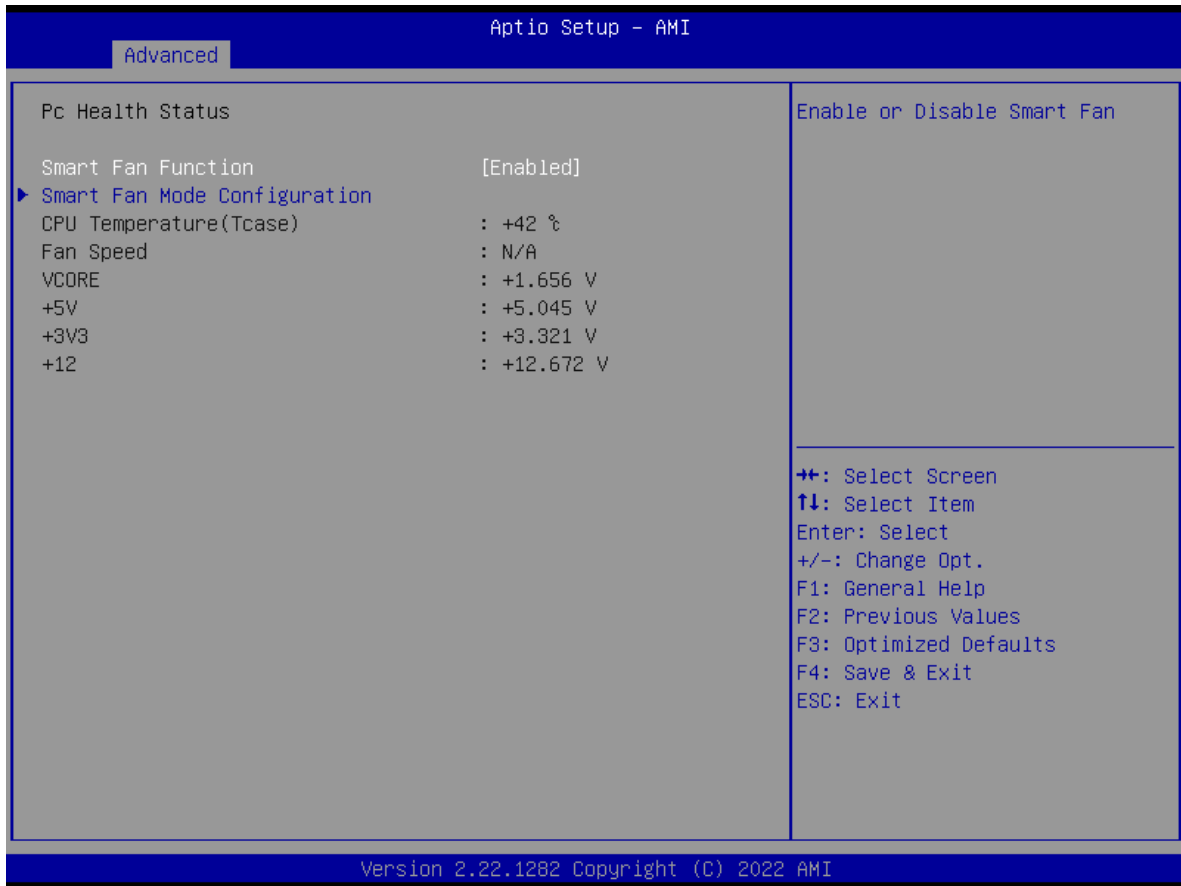 Aptio Setup – AMI
Advanced
Pc Health Status
Smart Fan Function [Enabled]
Smart Fan Mode Configuration
CPU Temperature(Tcase) : +42 ℃
Fan Speed : N/A
VCORE : +1.656 V
+5V : +5.045 V
+3V3 : +3.321 V
+12 : +12.672 V
Enable or Disable Smart Fan
→←: Select Screen
↑↓: Select Item
Enter: Select
+/-: Change Opt.
F1: General Help
F2: Previous Values
F3: Optimized Defaults
F4: Save & Exit
ESC: Exit
Version 2.22.1282 Copyright (C) 2022 AMI